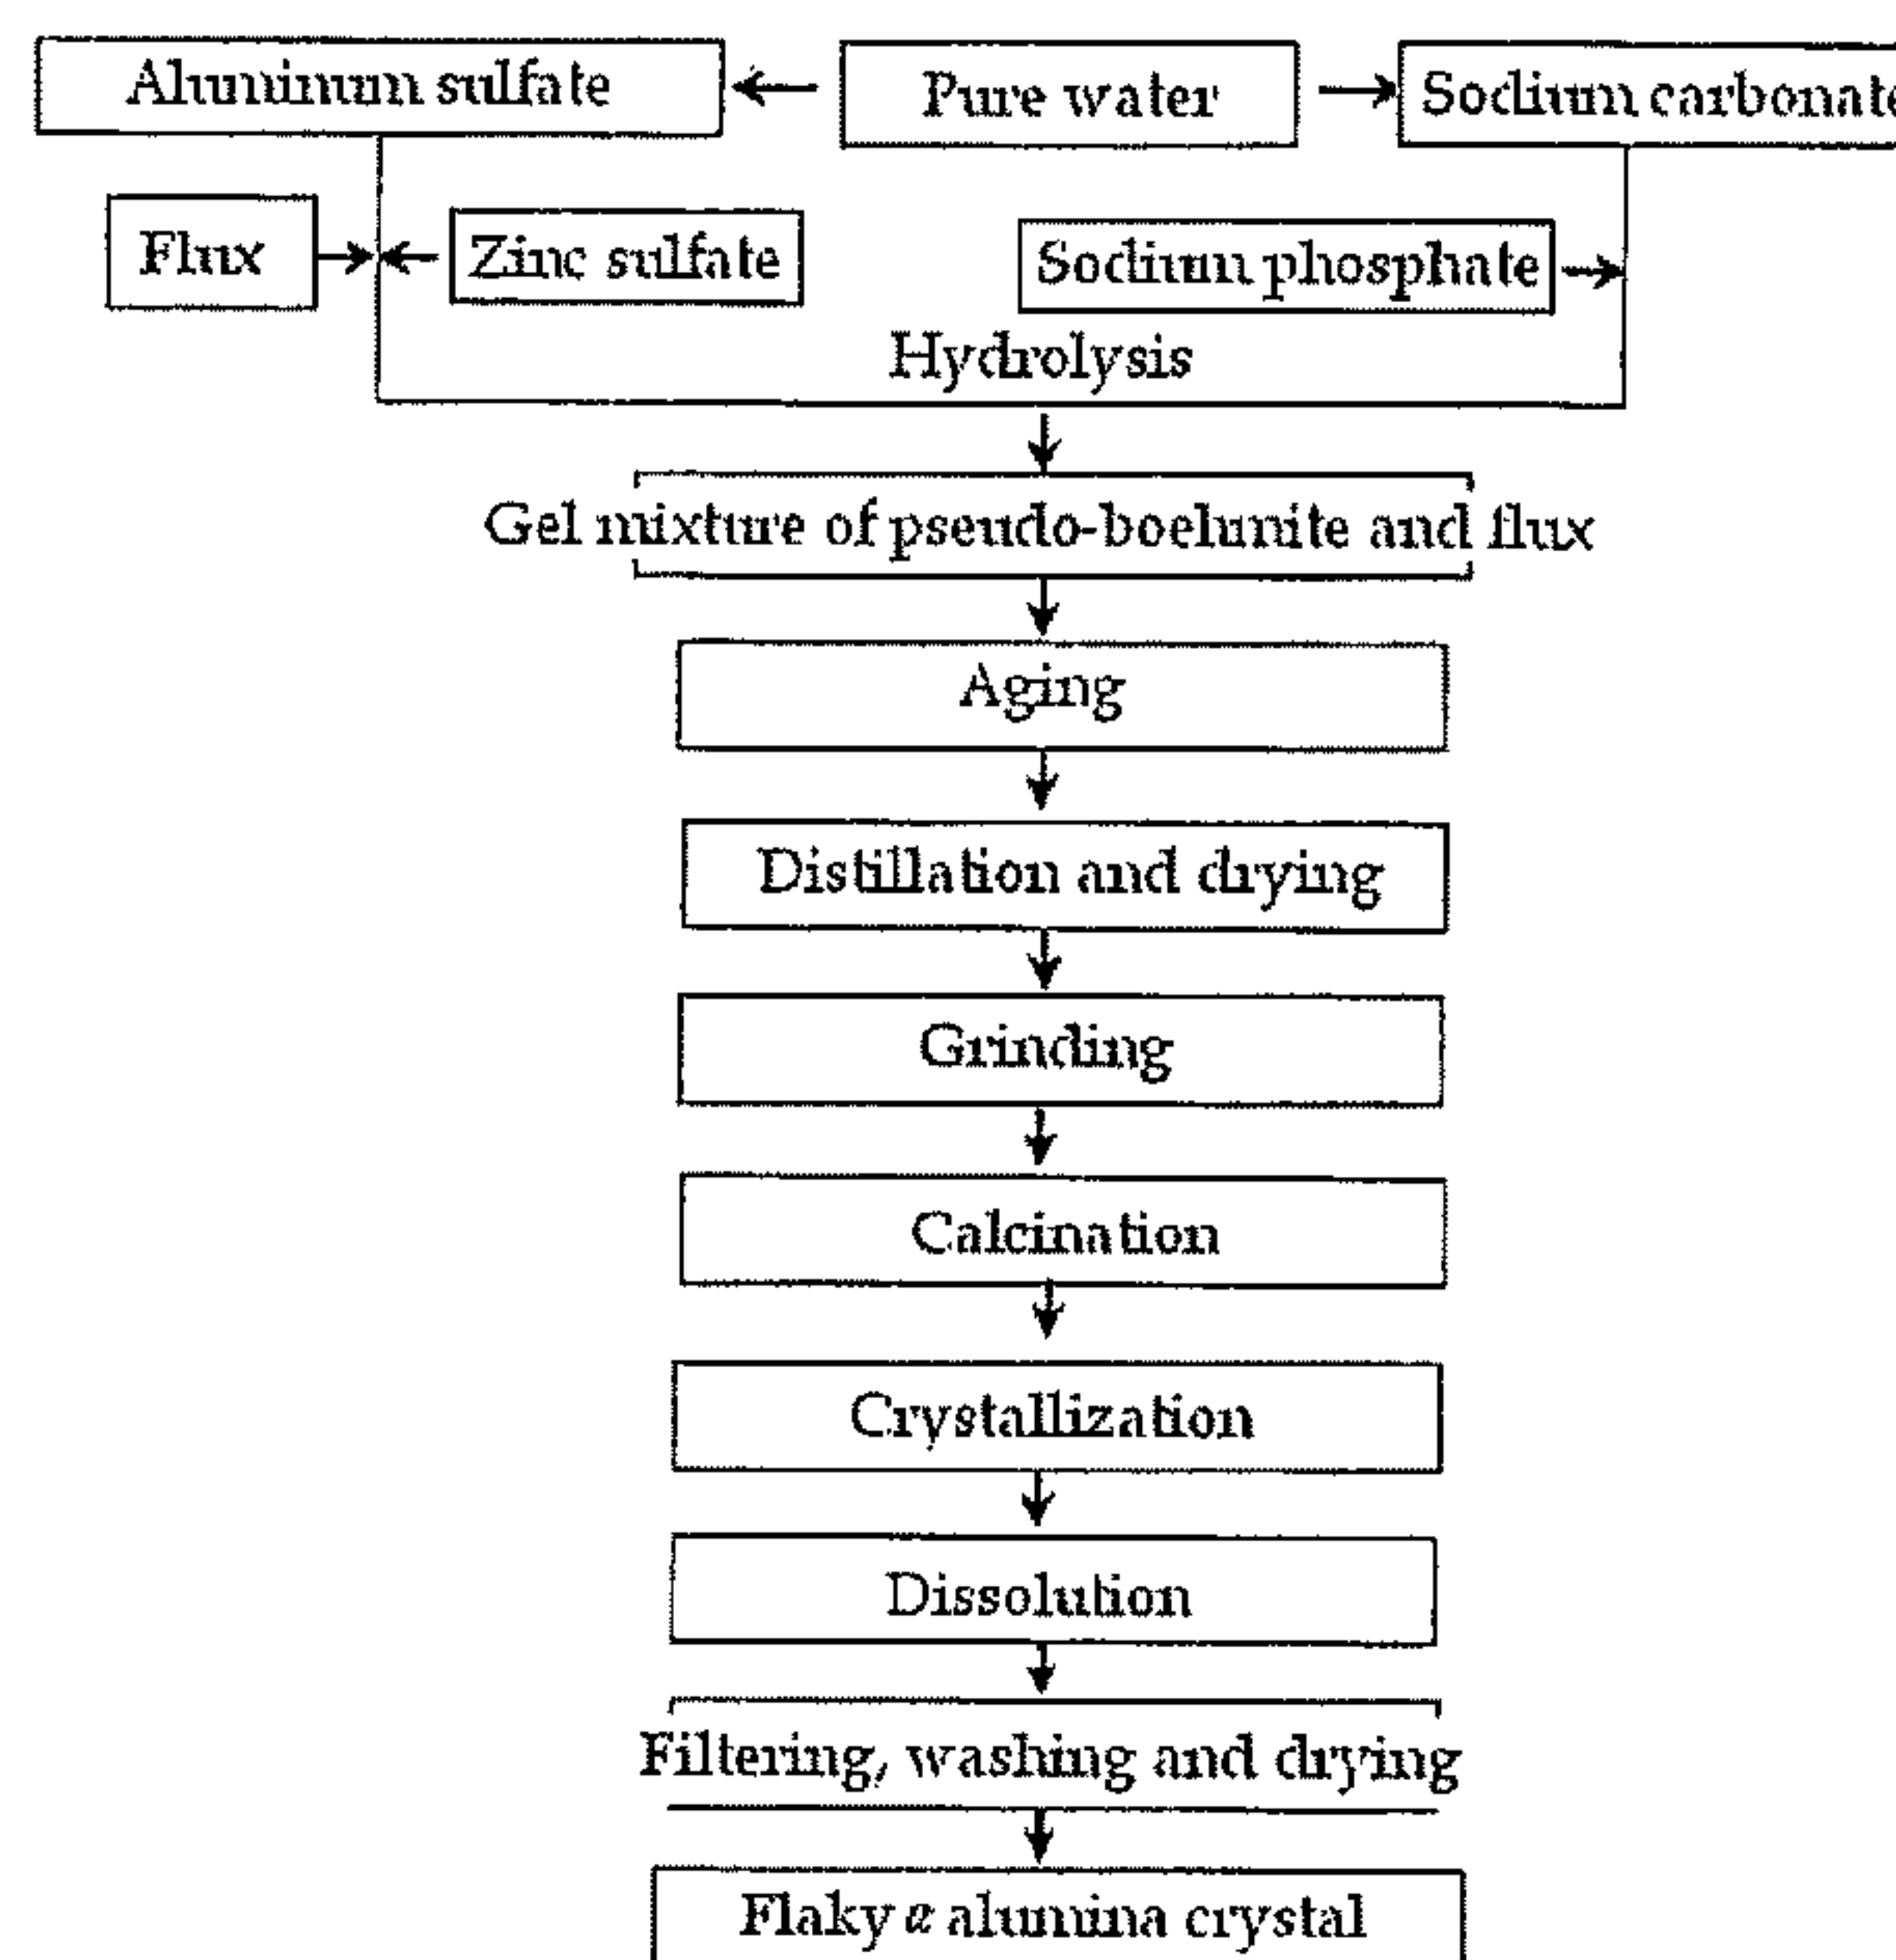 Aluminum sulfate
Pure water
Sodium carbonate
Flux
Zinc sulfate
Sodium phosphate
Hydrolysis
Gel mixture of pseudo-boehmite and flux
Aging
Distillation and drying
Grinding
Calcination
Crystallization
Dissolution
Filtering, washing and drying
Flaky α alumina crystal